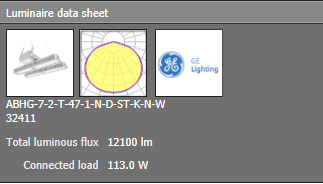 Luminaire data sheet
GE
Lighting
ABHG-7-2-T-47-1-N-D-ST-K-N-W
32411
Total luminous flux 12100 lm
Connected load 113.0 W